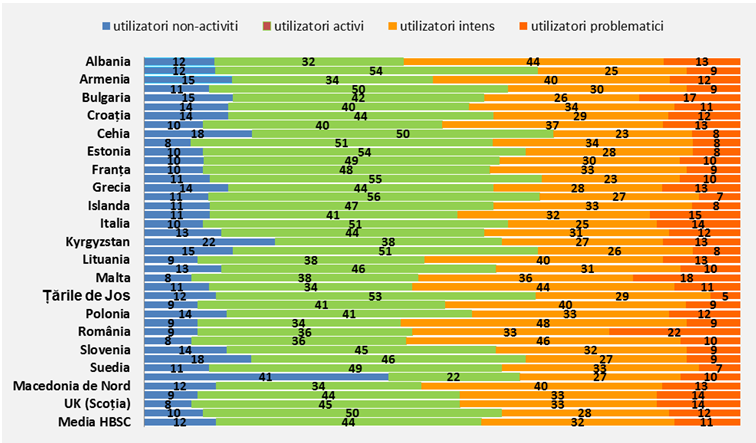 utilizatori non-activiti utilizatori activi utilizatori intens utilizatori problematici
Albania 12 32 44 13
12 54 25 9
Armenia 15 34 40 12
11 50 30 9
Bulgaria 15 42 26 17
14 40 34 11
Croația 14 44 29 12
10 40 37 13
Cehia 18 50 23 8
8 51 34 8
Estonia 10 54 28 8
10 49 30 10
Franța 10 48 33 9
11 55 23 10
Grecia 14 44 28 13
11 56 27 7
Islanda 11 47 33 8
11 41 32 15
Italia 10 51 25 14
13 44 31 12
Kyrgyzstan 22 38 27 13
15 51 26 8
Lituania 9 38 40 13
13 46 31 10
Malta 8 38 36 18
11 34 44 11
Țările de Jos 12 53 29 5
9 41 40 9
Polonia 14 41 33 12
9 34 48 9
România 9 36 33 22
8 36 46 10
Slovenia 14 45 32 9
18 46 27 9
Suedia 11 49 33 7
41 22 27 10
Macedonia de Nord 12 34 40 13
9 44 33 14
UK (Scoția) 8 45 33 14
10 50 28 12
Media HBSC 12 44 32 11